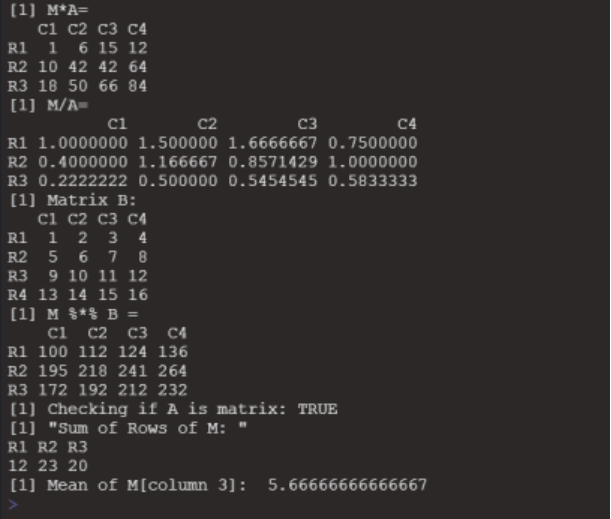 [1] M*A=
   C1 C2 C3 C4
R1  1  6 15 12
R2 10 42 42 64
R3 18 50 66 84
[1] M/A=
          C1       C2        C3        C4
R1 1.0000000 1.500000 1.6666667 0.7500000
R2 0.4000000 1.166667 0.8571429 1.0000000
R3 0.2222222 0.500000 0.5454545 0.5833333
[1] Matrix B:
   C1 C2 C3 C4
R1  1  2  3  4
R2  5  6  7  8
R3  9 10 11 12
R4 13 14 15 16
[1] M %*% B =
    C1  C2  C3  C4
R1 100 112 124 136
R2 195 218 241 264
R3 172 192 212 232
[1] Checking if A is matrix: TRUE
[1] "Sum of Rows of M: "
R1 R2 R3
12 23 20
[1] Mean of M[column 3]:  5.66666666666667
>